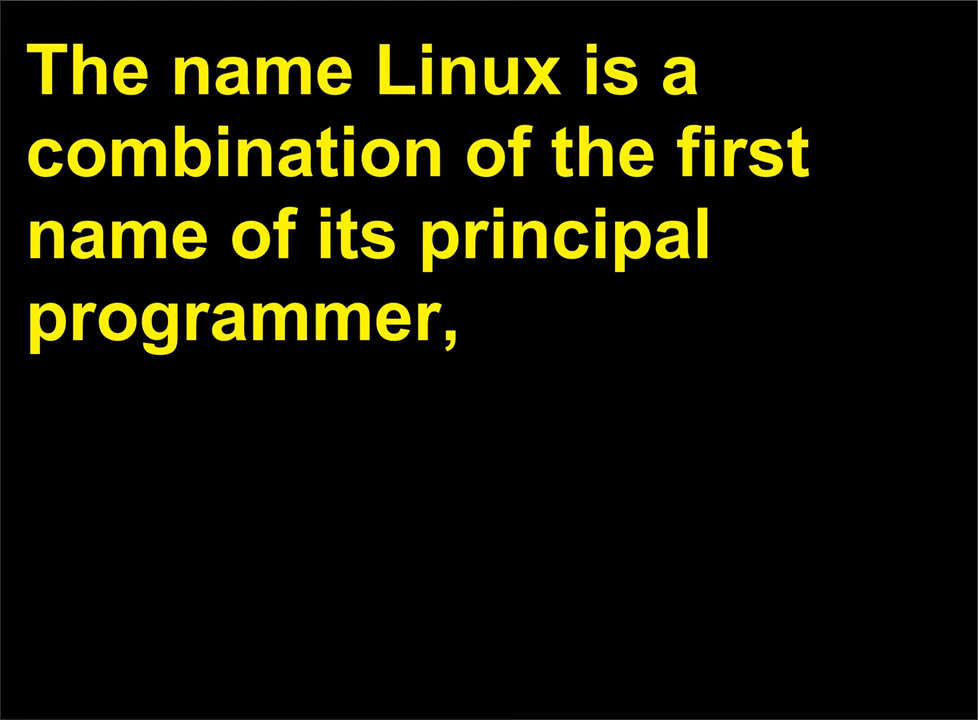 The name Linux is a
combination of the first
name of its principal
programmer,